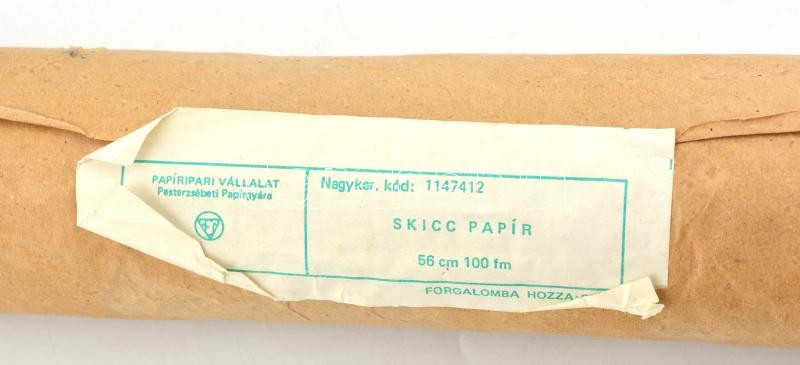 PAPÍRIPARI VÁLLALAT
Pesterzsébeti Papírgyára
Nagyker. kód: 1147412
SKICC PAPÍR
56 cm 100 fm
FORGALOMBA HOZZA: